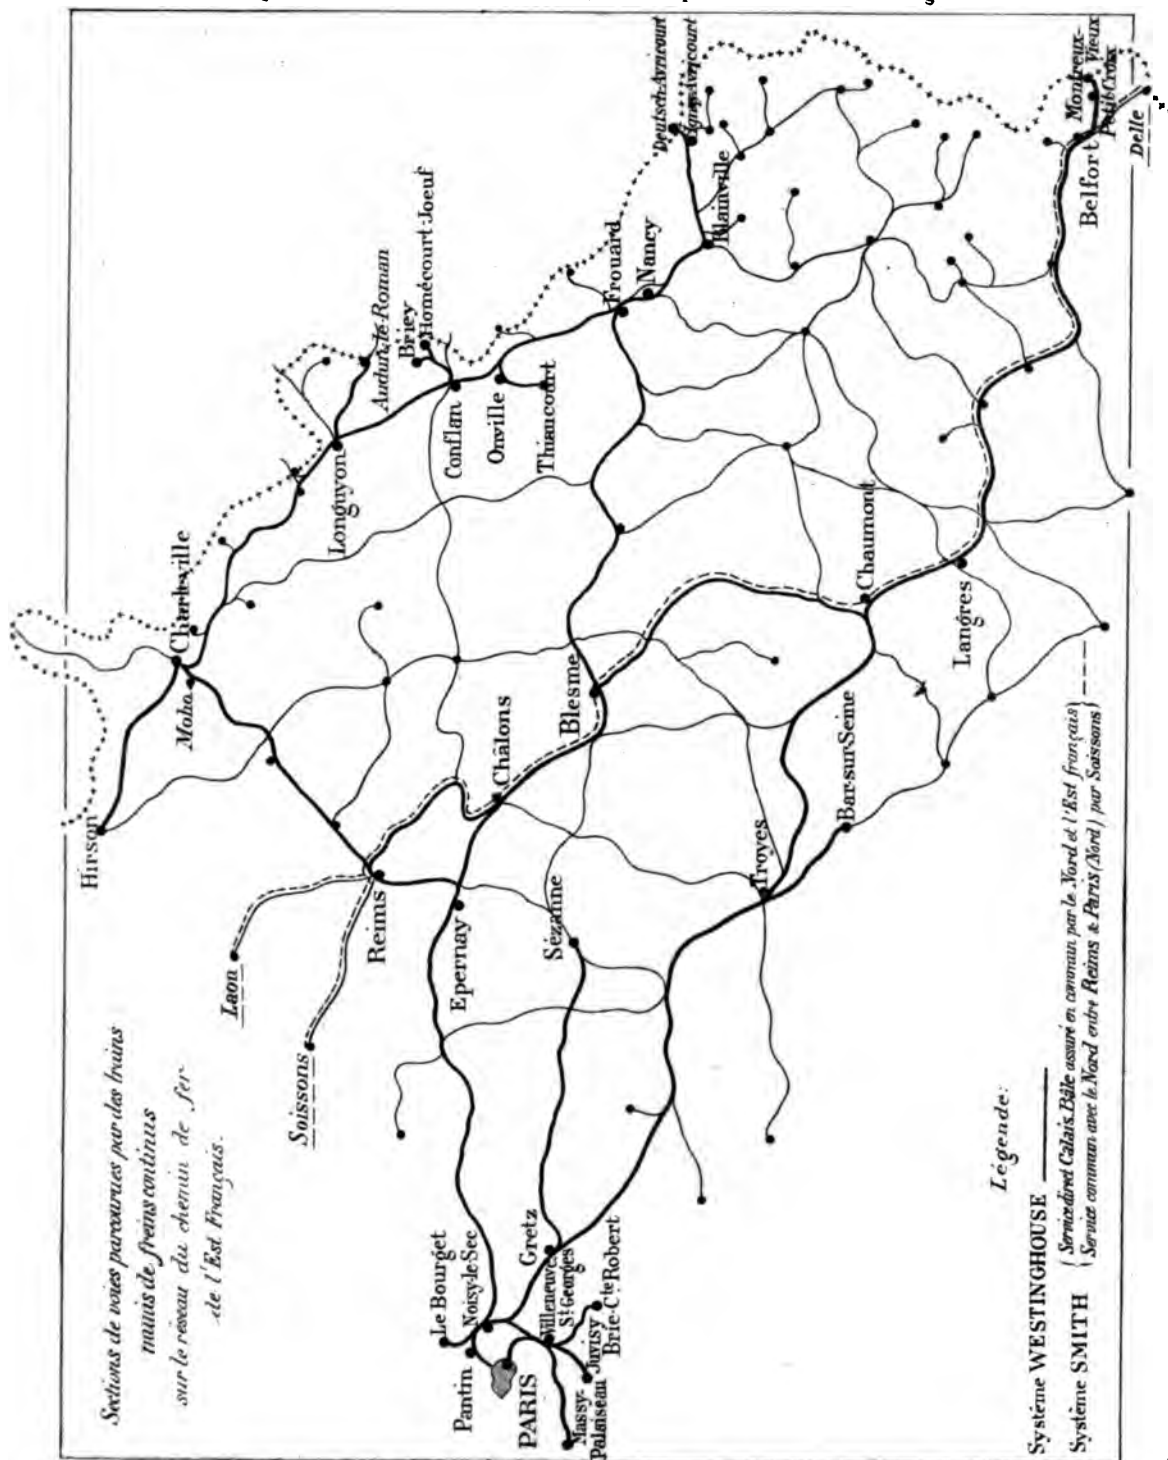 Sections de voies parcourues par des trains
munis de freins continus
sur le réseau du chemin de fer
de l'Est Français.
Hirson
Charleville
Moho
Longuyon
Audun-le-Roman
Briey
Homécourt-Joeuf
Conflan
Onville
Thiaucourt
Frouard
Nancy
Blainville
Deutsch-Avricourt
Igney-Avricourt
Laon
Soissons
Reims
Epernay
Châlons
Blesme
Sézanne
Troyes
Bar-sur-Seine
Chaumont
Langres
Belfort
Montreux-
Vieux
Petit-Croix
Delle
Le Bourget
Noisy-le-Sec
Pantin
PARIS
Gretz
Villeneuve
St Georges
Brie-Cte Robert
Juvisy
Massy-
Palaiseau
Légende:
Système WESTINGHOUSE
Système SMITH
Service direct Calais.Bâle assuré en commun par le Nord et l'Est français
Service commun avec le Nord entre Reims & Paris (Nord) par Soissons